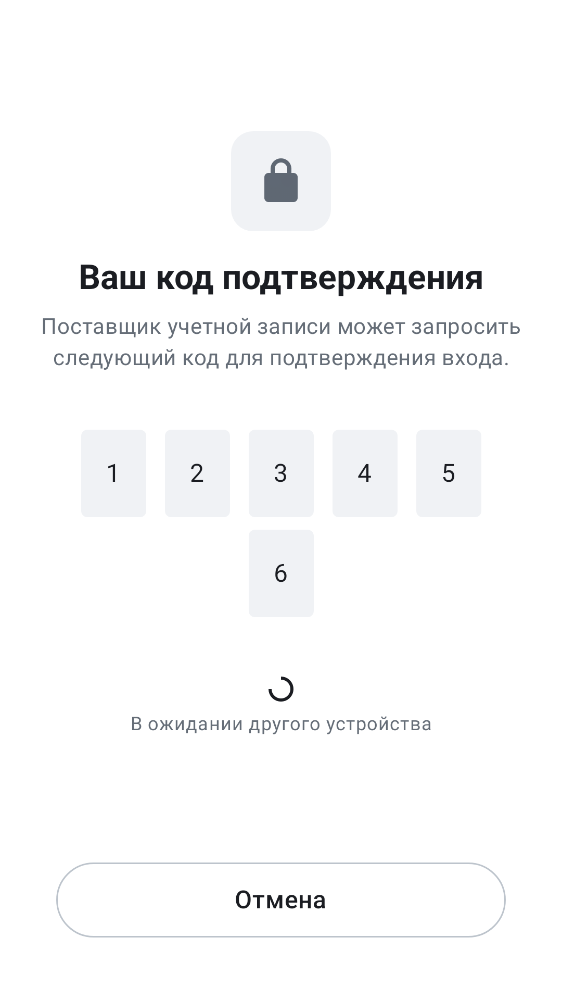 Ваш код подтверждения
Поставщик учетной записи может запросить
следующий код для подтверждения входа.
1 2 3 4 5
6
В ожидании другого устройства
Отмена